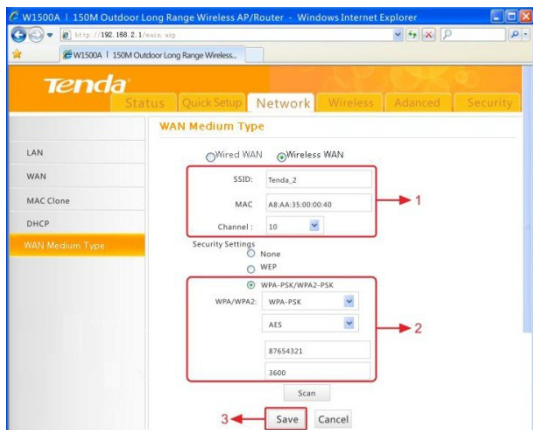 W1500A | 150M Outdoor Long Range Wireless AP/Router - Windows Internet Explorer
http://192.168.2.1/main.asp
W1500A | 150M Outdoor Long Range Wireless..
Tenda
Status Quick Setup Network Wireless Adanced Security
WAN Medium Type
LAN
WAN
MAC Clone
DHCP
WAN Medium Type
Wired WAN Wireless WAN
SSID: Tenda_2
MAC A8:AA:35:00:00:40
1
Channel : 10
Security Settings
None
WEP
WPA-PSK/WPA2-PSK
WPA/WPA2: WPA-PSK
AES
2
87654321
3600
Scan
3 Save Cancel